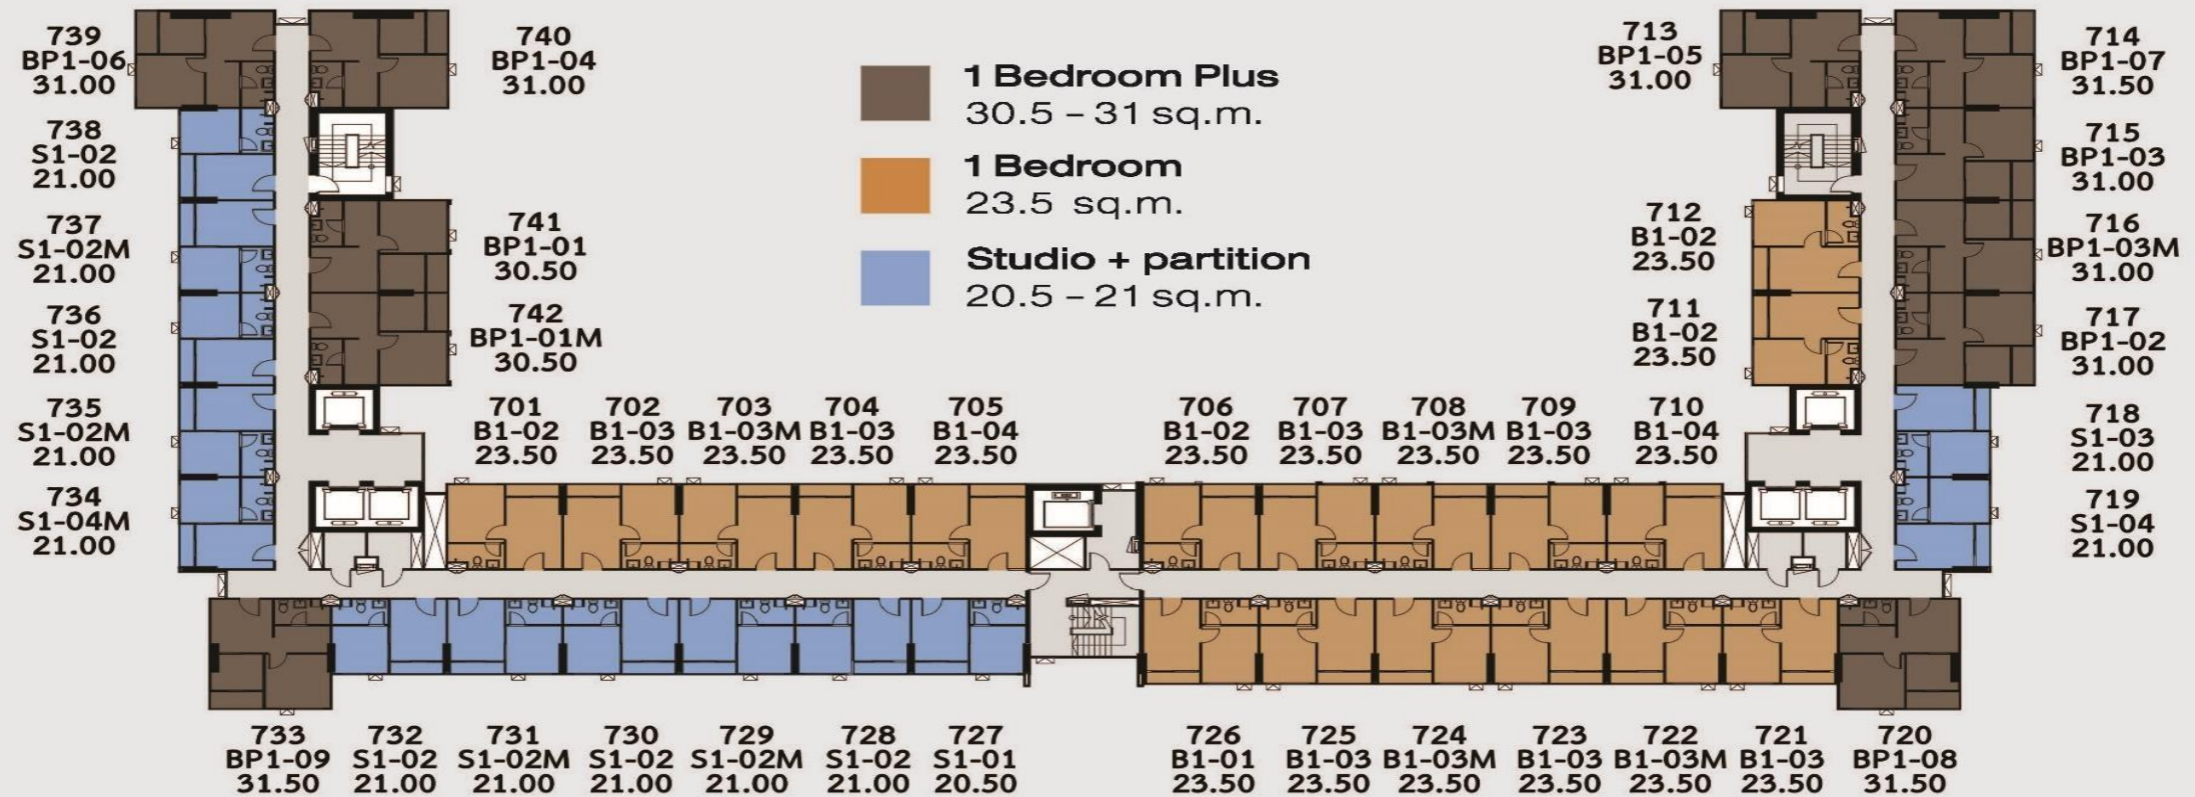 739
BP1-06
31.00
740
BP1-04
31.00
1 Bedroom Plus
30.5 – 31 sq.m.
1 Bedroom
23.5 sq.m.
Studio + partition
20.5 – 21 sq.m.
713
BP1-05
31.00
714
BP1-07
31.50
738
S1-02
21.00
715
BP1-03
31.00
737
S1-02M
21.00
741
BP1-01
30.50
712
B1-02
23.50
716
BP1-03M
31.00
736
S1-02
21.00
742
BP1-01M
30.50
711
B1-02
23.50
717
BP1-02
31.00
735
S1-02M
21.00
701
B1-02
23.50
702
B1-03
23.50
703
B1-03M
23.50
704
B1-03
23.50
705
B1-04
23.50
706
B1-02
23.50
707
B1-03
23.50
708
B1-03M
23.50
709
B1-03
23.50
710
B1-04
23.50
718
S1-03
21.00
734
S1-04M
21.00
719
S1-04
21.00
733
BP1-09
31.50
732
S1-02
21.00
731
S1-02M
21.00
730
S1-02
21.00
729
S1-02M
21.00
728
S1-02
21.00
727
S1-01
20.50
726
B1-01
23.50
725
B1-03
23.50
724
B1-03M
23.50
723
B1-03
23.50
722
B1-03M
23.50
721
B1-03
23.50
720
BP1-08
31.50